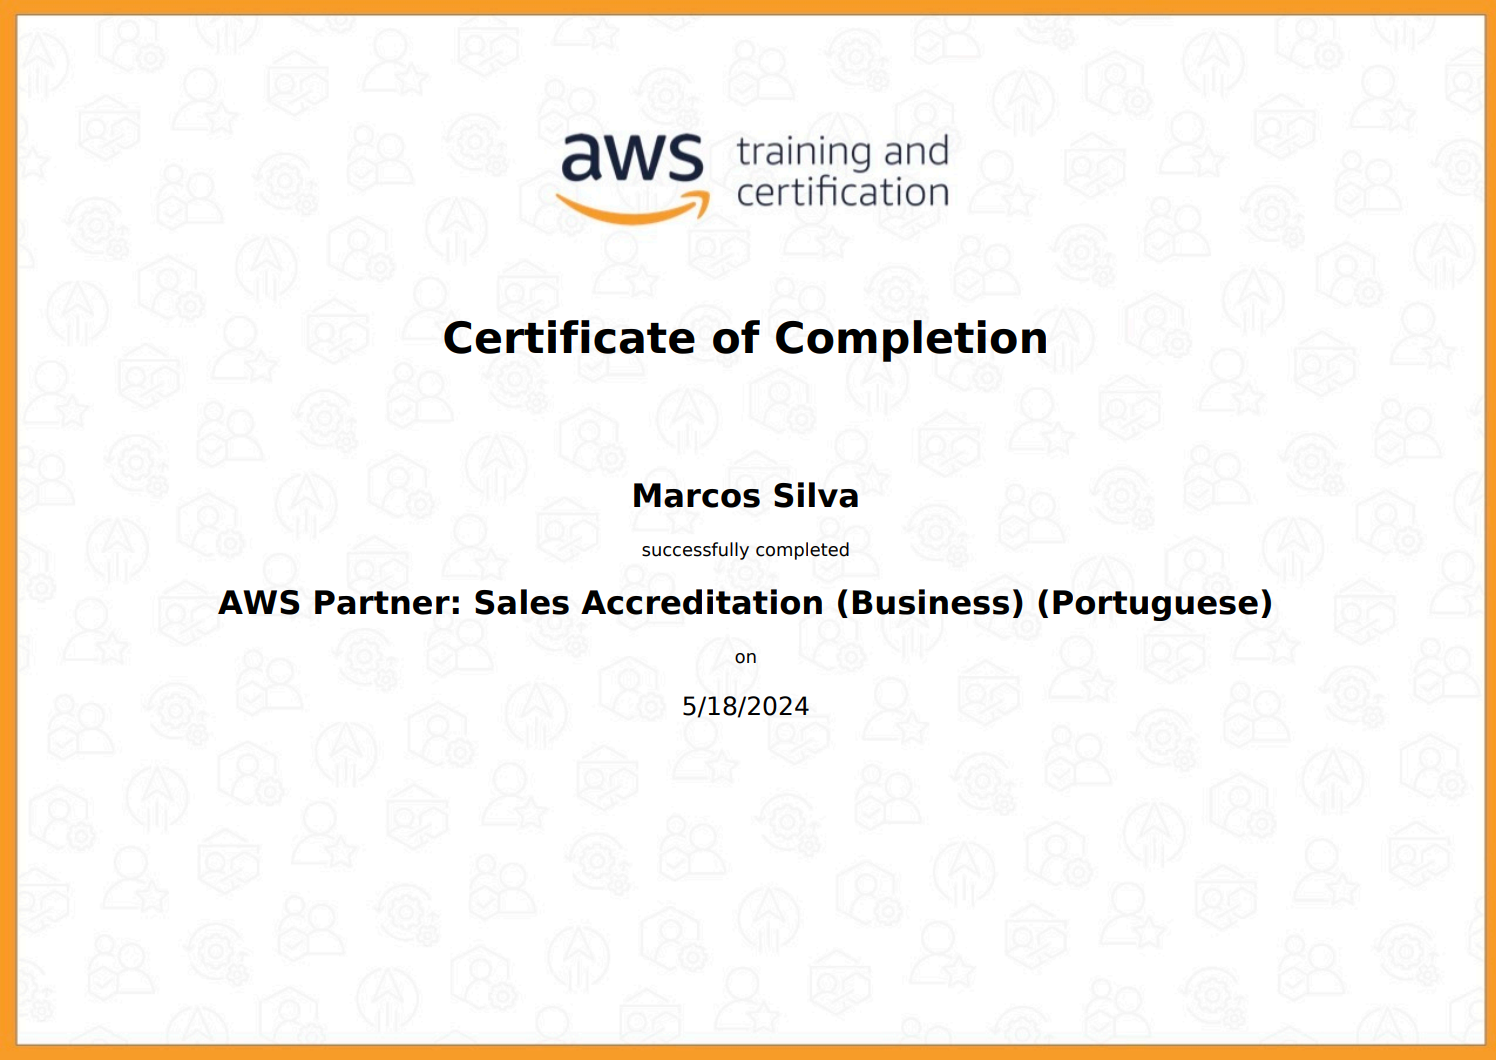 aws training and
certification
Certificate of Completion
Marcos Silva
successfully completed
AWS Partner: Sales Accreditation (Business) (Portuguese)
on
5/18/2024